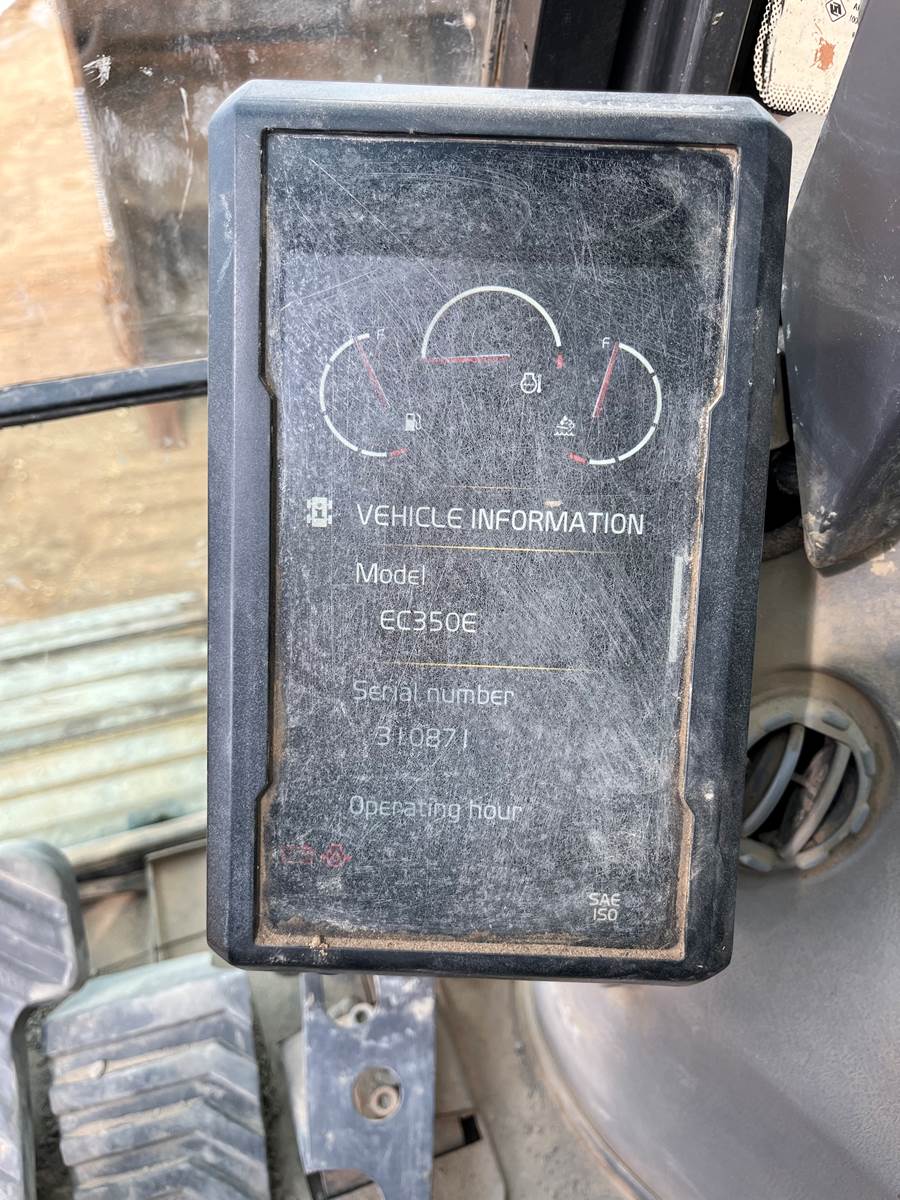 F
F
VEHICLE INFORMATION
Model
EC350E
Serial number
310871
Operating hour
SAE
ISO